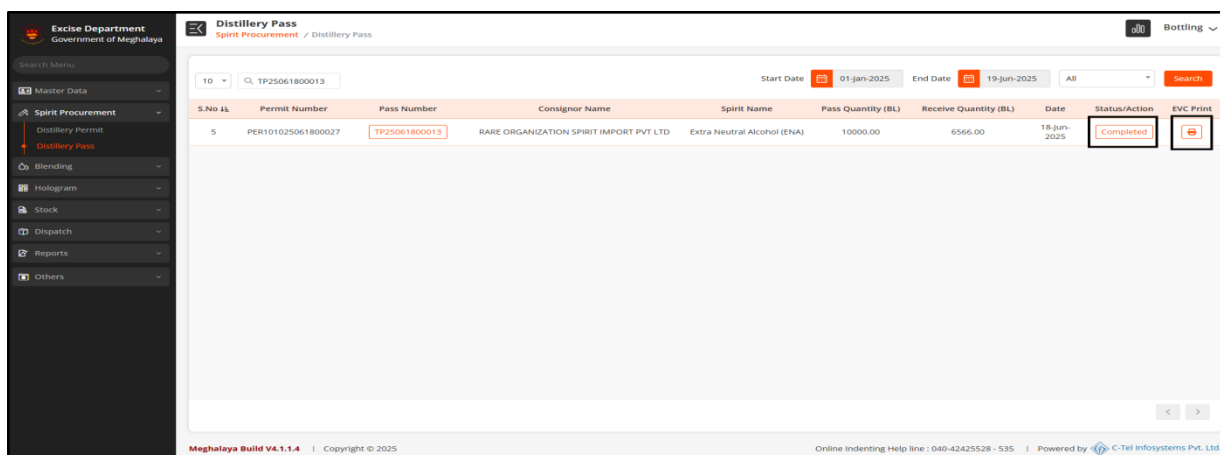 Excise Department
Government of Meghalaya
Search Menu
Master Data
Spirit Procurement
Distillery Permit
Distillery Pass
Blending
Hologram
Stock
Dispatch
Reports
Others
Distillery Pass
Spirit Procurement / Distillery Pass
Bottling
10 TP25061800013 Start Date 01-Jan-2025 End Date 19-Jun-2025 All Search
S.No Permit Number Pass Number Consignor Name Spirit Name Pass Quantity (BL) Receive Quantity (BL) Date Status/Action EVC Print
5 PER101025061800027 TP25061800013 RARE ORGANIZATION SPIRIT IMPORT PVT LTD Extra Neutral Alcohol (ENA) 10000.00 6566.00 18-Jun-2025 Completed
Meghalaya Build V4.1.1.4 | Copyright © 2025 Online Indenting Help line : 040-42425528 - 535 | Powered by C-Tel Infosystems Pvt. Ltd